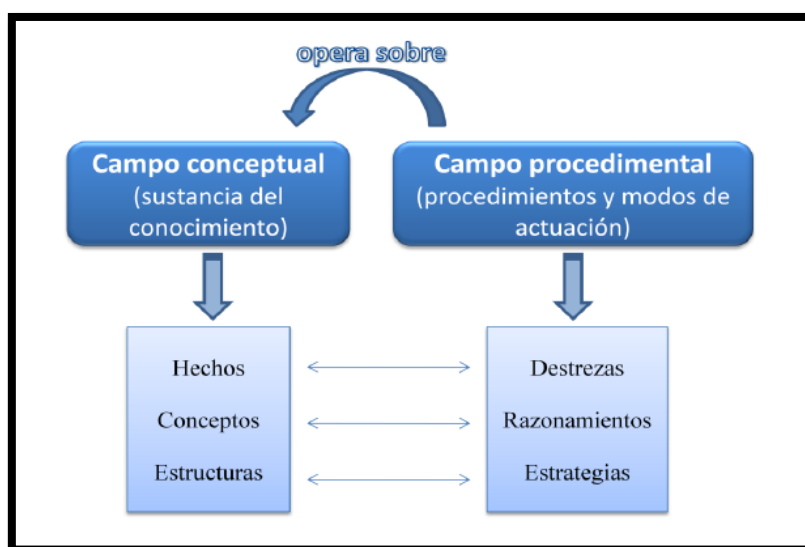 opera sobre
Campo conceptual
(sustancia del
conocimiento)
Campo procedimental
(procedimientos y modos de
actuación)
Hechos
Conceptos
Estructuras
Destrezas
Razonamientos
Estrategias